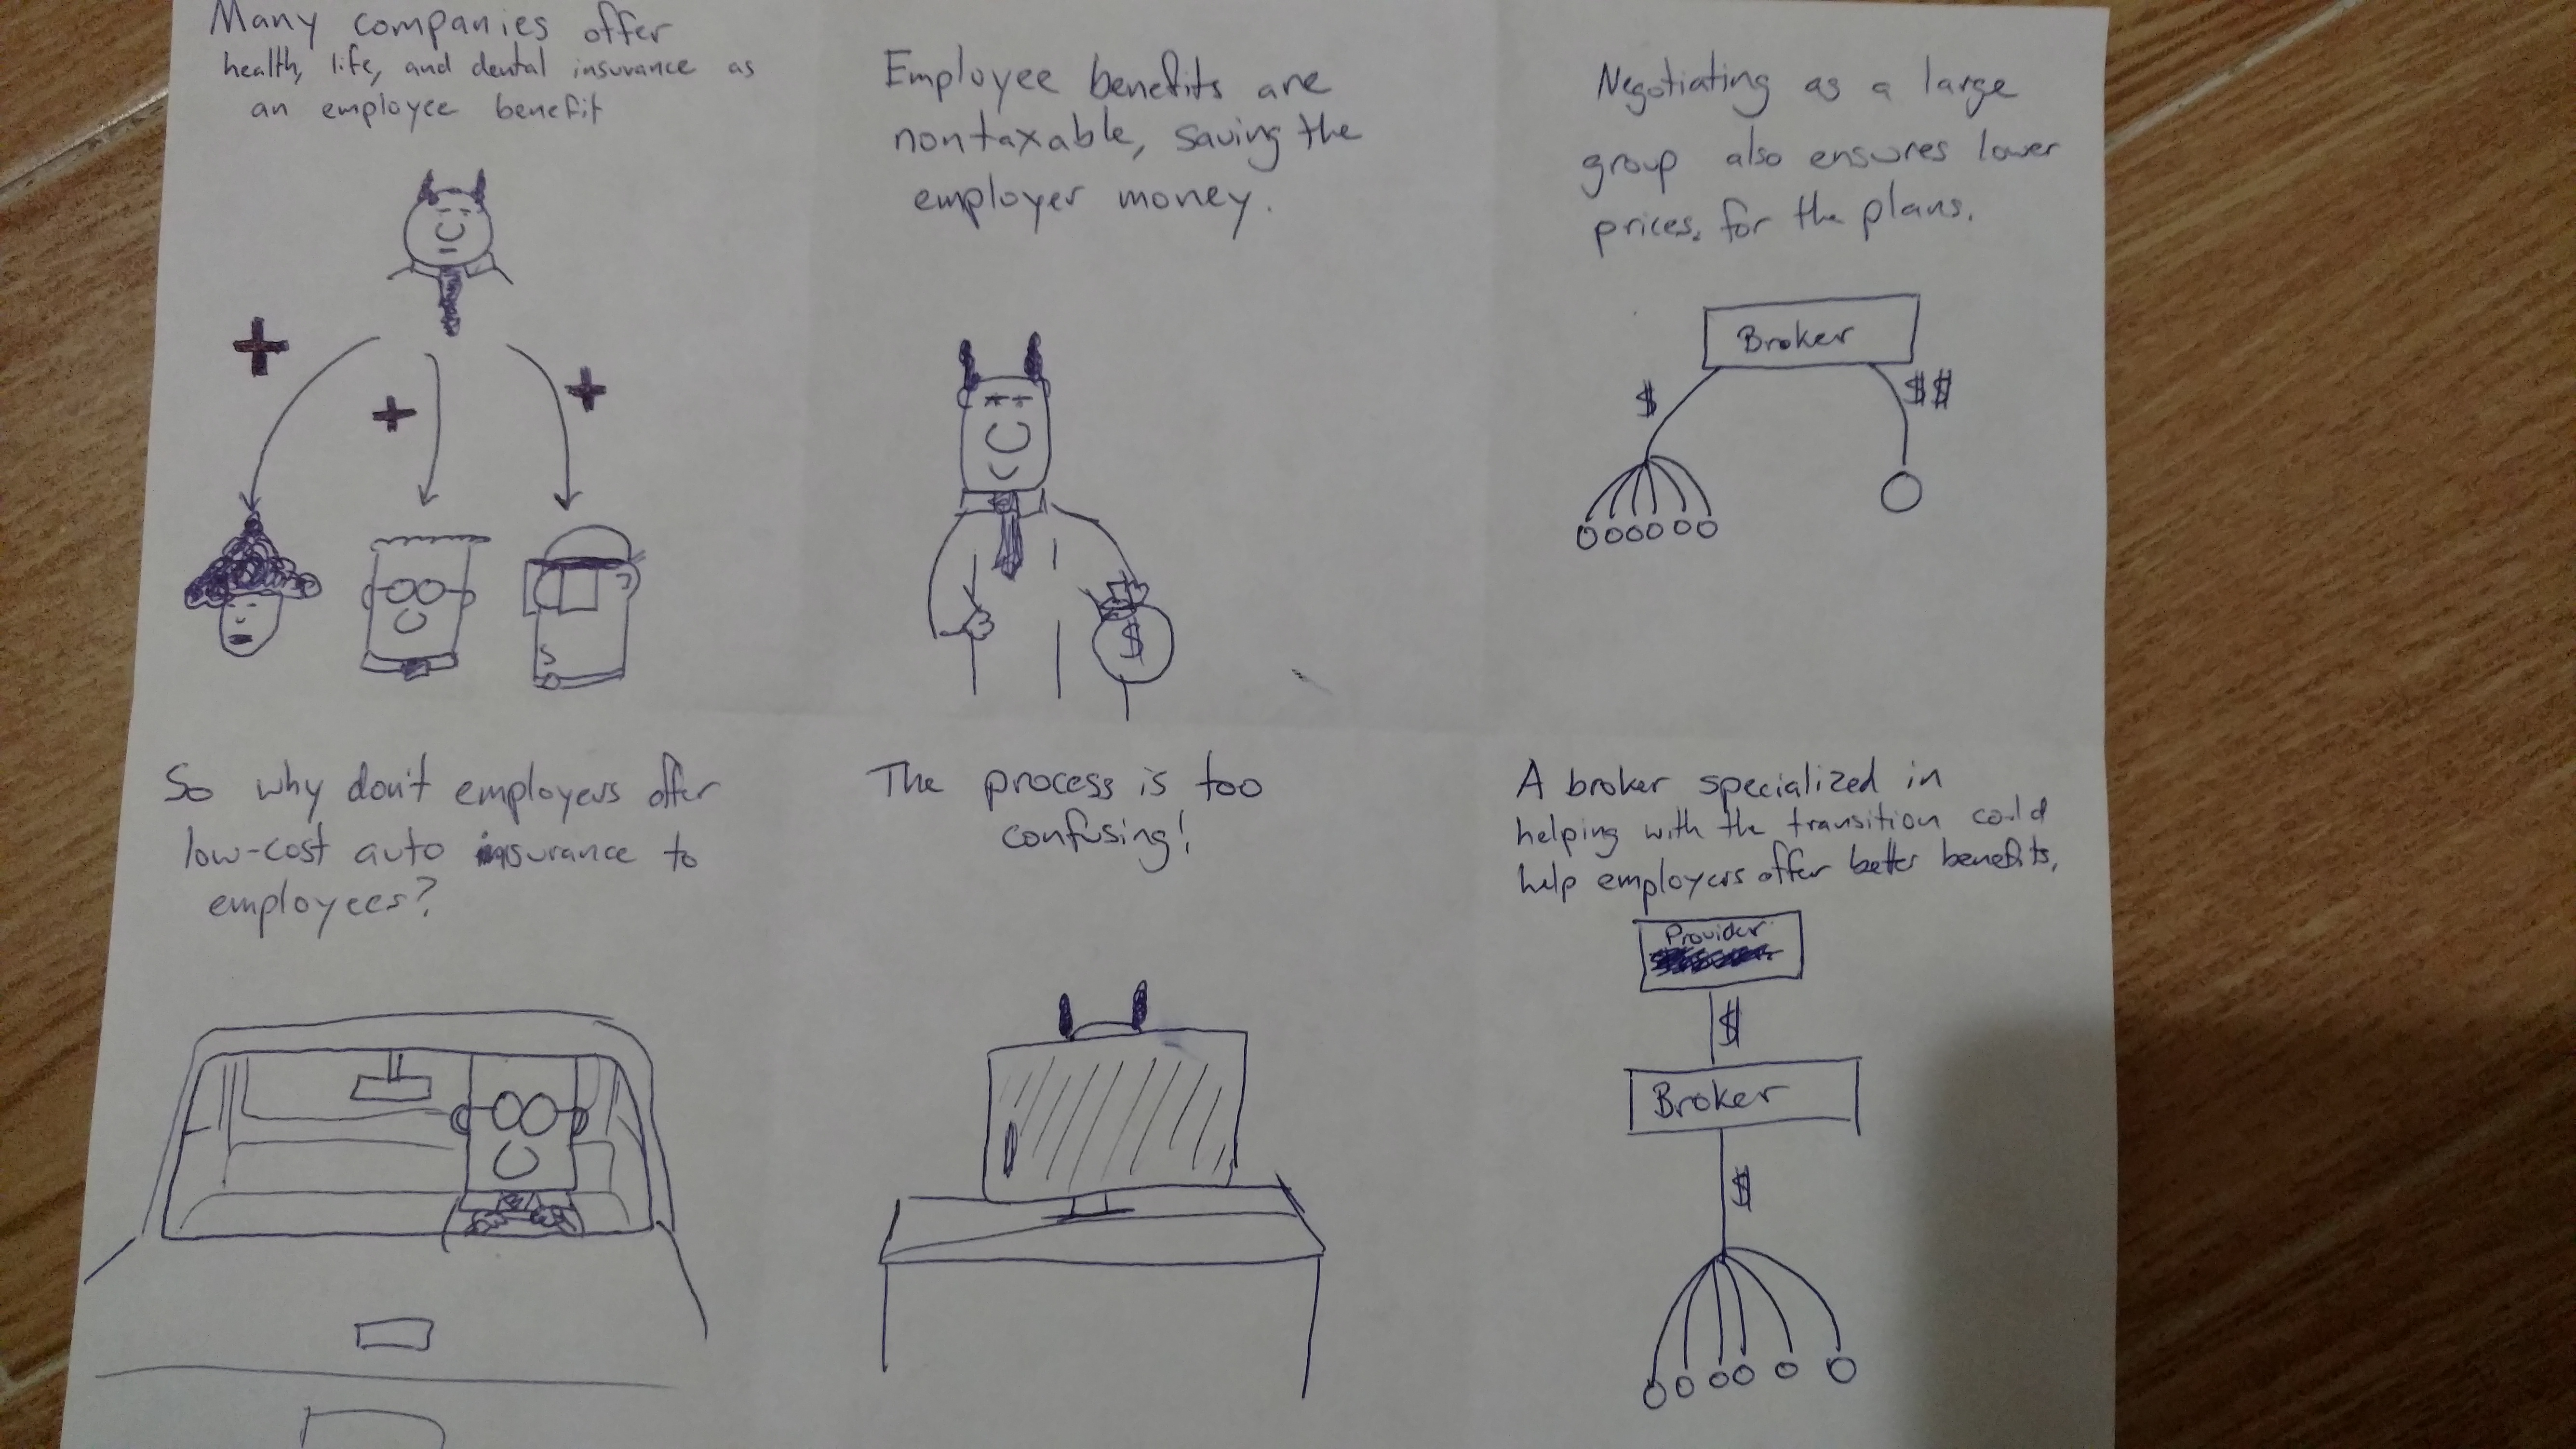 Many companies offer
health, life, and dental insurance as
an employee benefit
Employee benefits are
nontaxable, saving the
employer money.
$
Negotiating as a large
group also ensures lower
prices. for the plans.
Broker
$
$$
So why don't employers offer
low-cost auto insurance to
employees?
The process is too
confusing!
A broker specialized in
helping with the transition could
help employers offer better benefits.
Provider
$
Broker
$